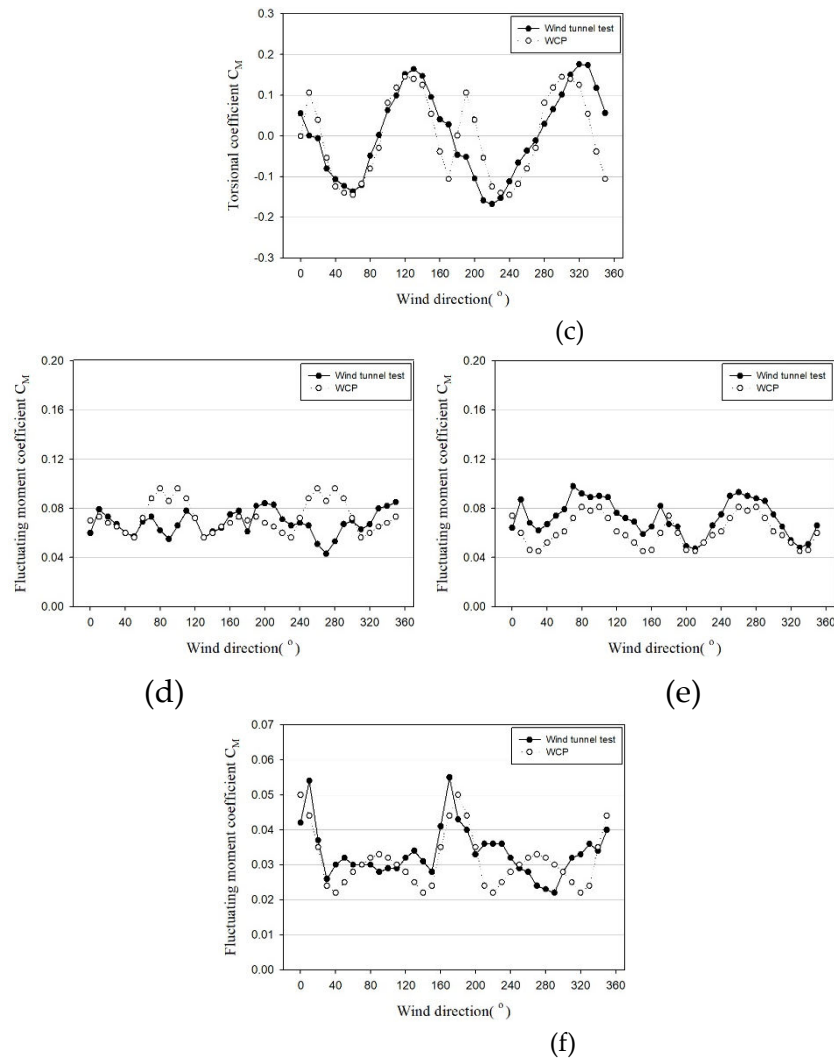 Wind tunnel test
WCP
Torsional coefficient C_M
0.3
0.2
0.1
0.0
-0.1
-0.2
-0.3
0 40 80 120 160 200 240 280 320 360
Wind direction( °)
(c)
Wind tunnel test
WCP
Fluctuating moment coefficient C_M
0.20
0.16
0.12
0.08
0.04
0.00
0 40 80 120 160 200 240 280 320 360
Wind direction( °)
(d)
Wind tunnel test
WCP
Fluctuating moment coefficient C_M
0.20
0.16
0.12
0.08
0.04
0.00
0 40 80 120 160 200 240 280 320 360
Wind direction( °)
(e)
Wind tunnel test
WCP
Fluctuating moment coefficient C_M
0.07
0.06
0.05
0.04
0.03
0.02
0.01
0.00
0 40 80 120 160 200 240 280 320 360
Wind direction( °)
(f)